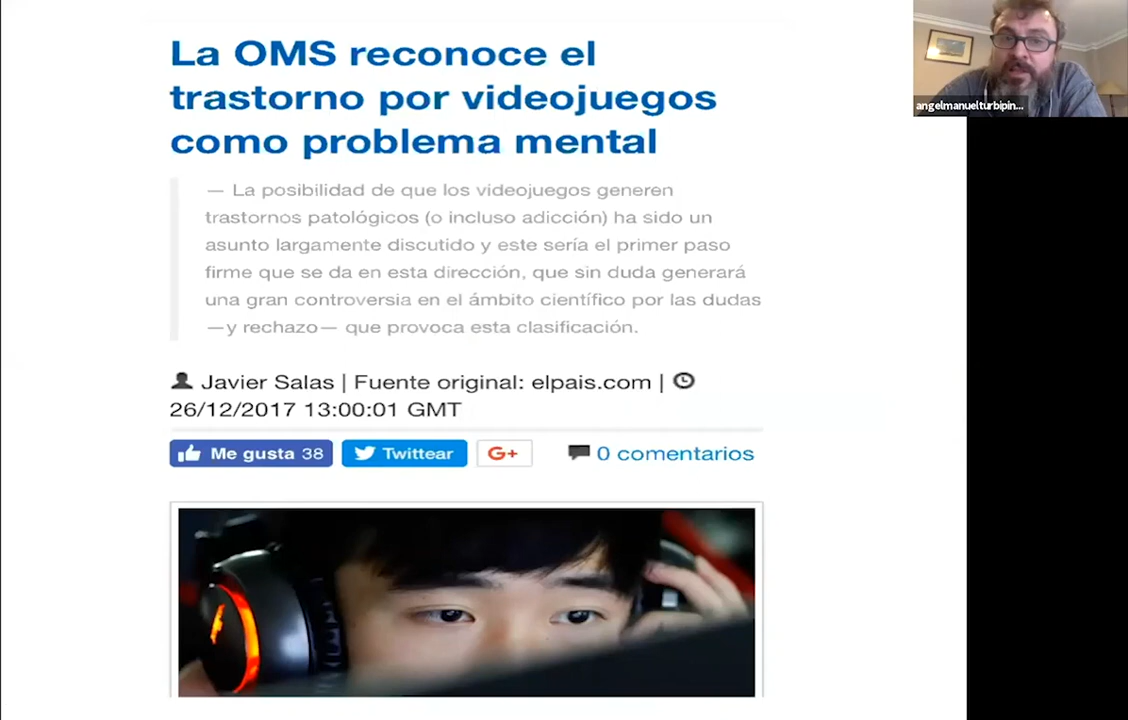 La OMS reconoce el
trastorno por videojuegos
como problema mental
— La posibilidad de que los videojuegos generen
trastornos patológicos (o incluso adicción) ha sido un
asunto largamente discutido y este sería el primer paso
firme que se da en esta dirección, que sin duda generará
una gran controversia en el ámbito científico por las dudas
—y rechazo— que provoca esta clasificación.
Javier Salas | Fuente original: elpais.com |
26/12/2017 13:00:01 GMT
Me gusta 38 Twittear G+ 0 comentarios
angelmanuelturbipin...